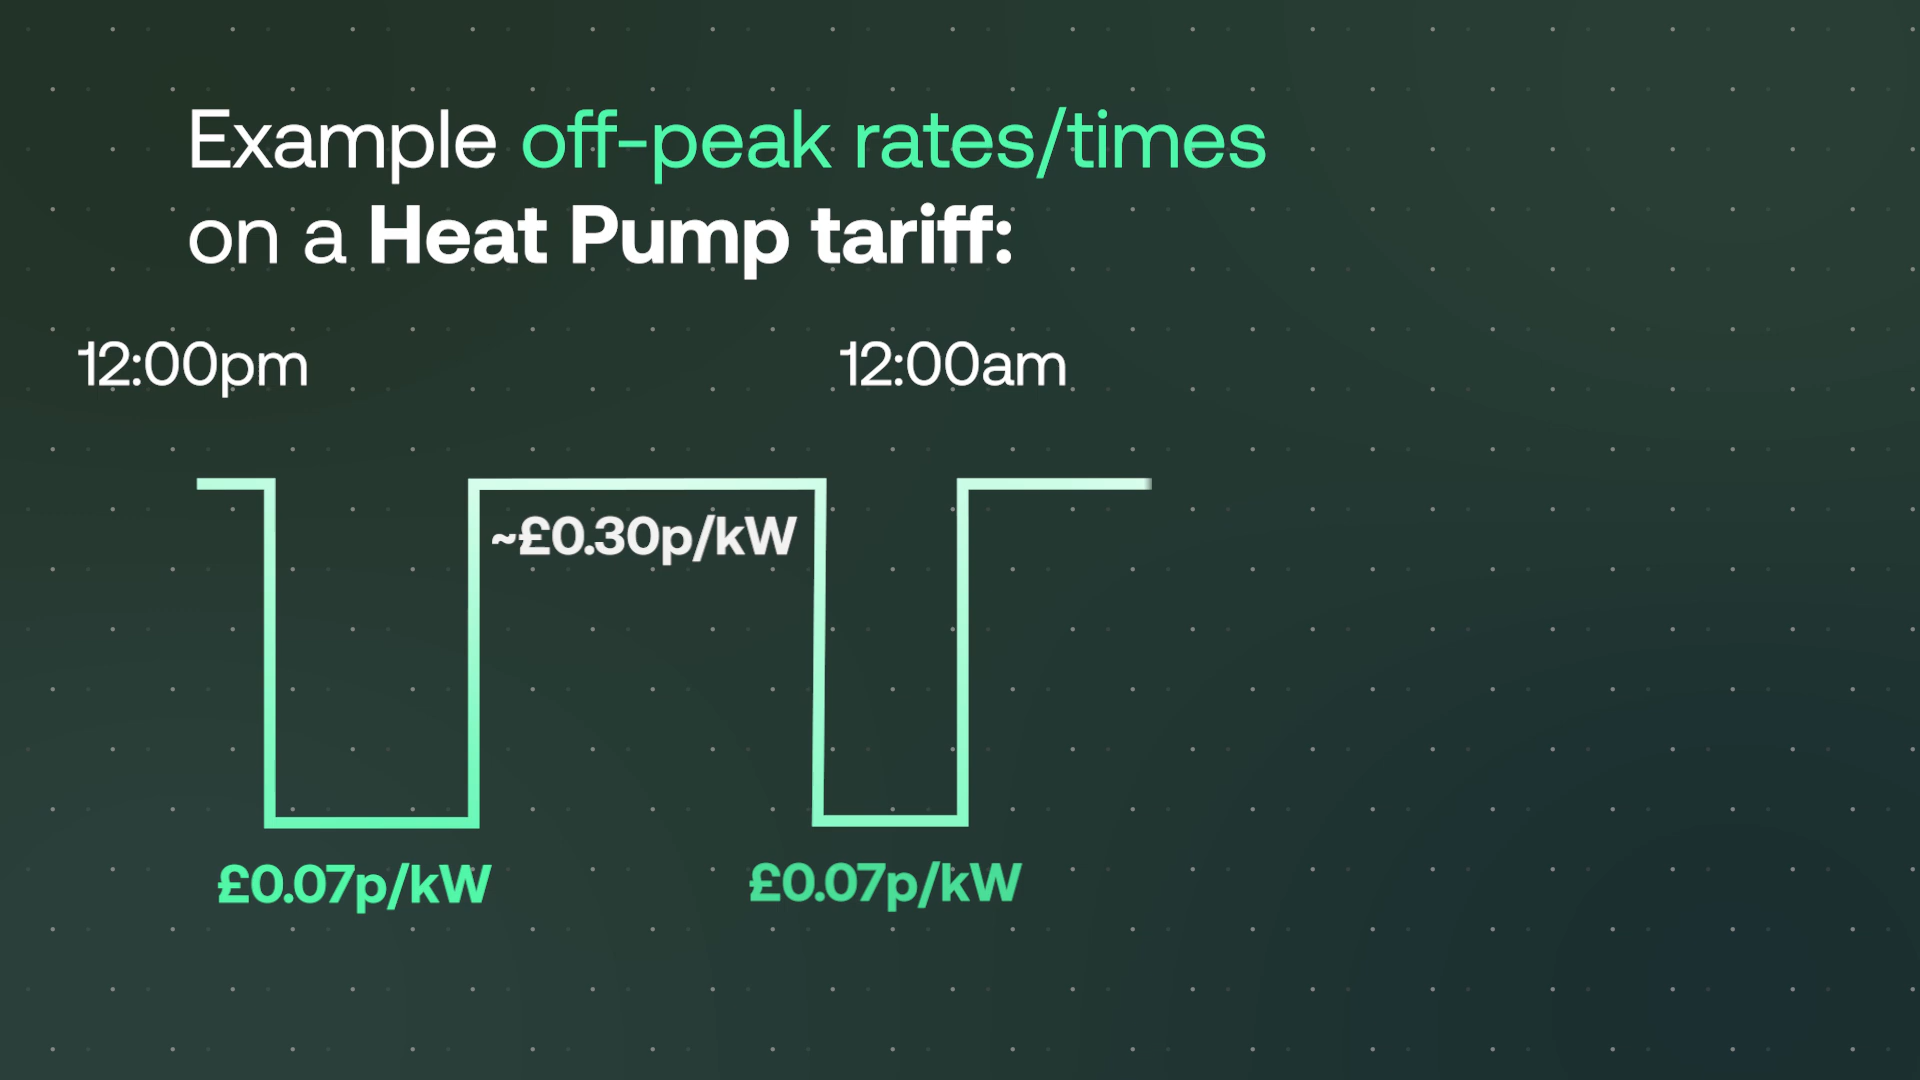 Example off-peak rates/times
on a Heat Pump tariff:
12:00pm
12:00am
~£0.30p/kW
£0.07p/kW
£0.07p/kW